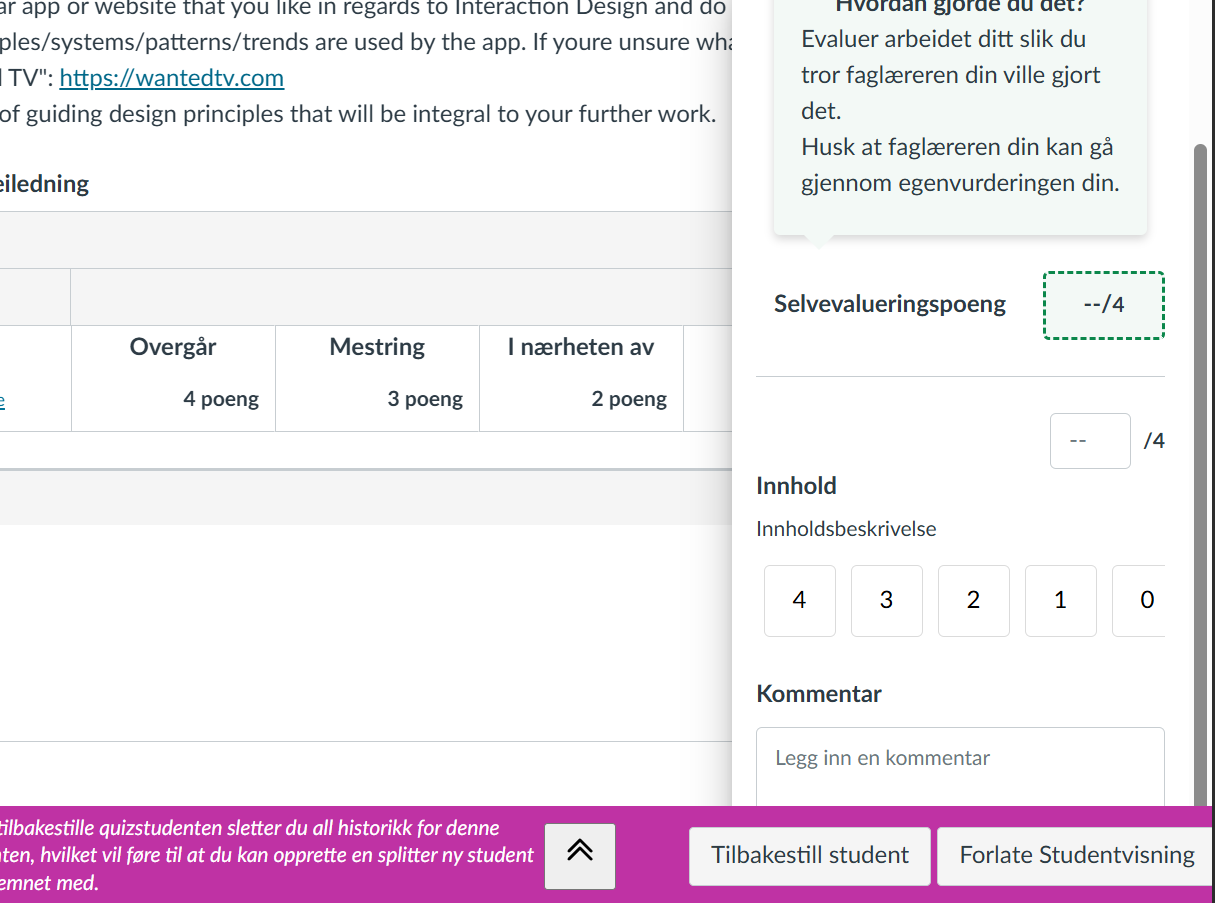 ar app or website that you like in regards to Interaction Design and do
ples/systems/patterns/trends are used by the app. If youre unsure wha
TV": https://wantedtv.com
of guiding design principles that will be integral to your further work.
eiledning
Overgår
Mestring
I nærheten av
4 poeng
3 poeng
2 poeng
e
Hvordan gjorde du det?
Evaluer arbeidet ditt slik du
tror faglæreren din ville gjort
det.
Husk at faglæreren din kan gå
gjennom egenvurderingen din.
Selvevalueringspoeng
--/4
-- /4
Innhold
Innholdsbeskrivelse
4 3 2 1 0
Kommentar
Legg inn en kommentar
tilbakestille quizstudenten sletter du all historikk for denne
nten, hvilket vil føre til at du kan opprette en splitter ny student
emnet med.
Tilbakestill student
Forlate Studentvisning